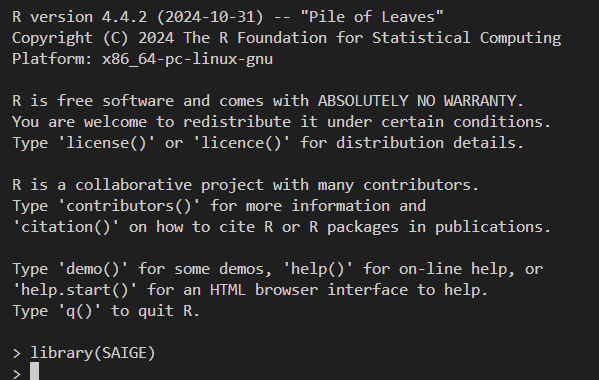 R version 4.4.2 (2024-10-31) -- "Pile of Leaves"
Copyright (C) 2024 The R Foundation for Statistical Computing
Platform: x86_64-pc-linux-gnu
R is free software and comes with ABSOLUTELY NO WARRANTY.
You are welcome to redistribute it under certain conditions.
Type 'license()' or 'licence()' for distribution details.
R is a collaborative project with many contributors.
Type 'contributors()' for more information and
'citation()' on how to cite R or R packages in publications.
Type 'demo()' for some demos, 'help()' for on-line help, or
'help.start()' for an HTML browser interface to help.
Type 'q()' to quit R.
> library(SAIGE)
>